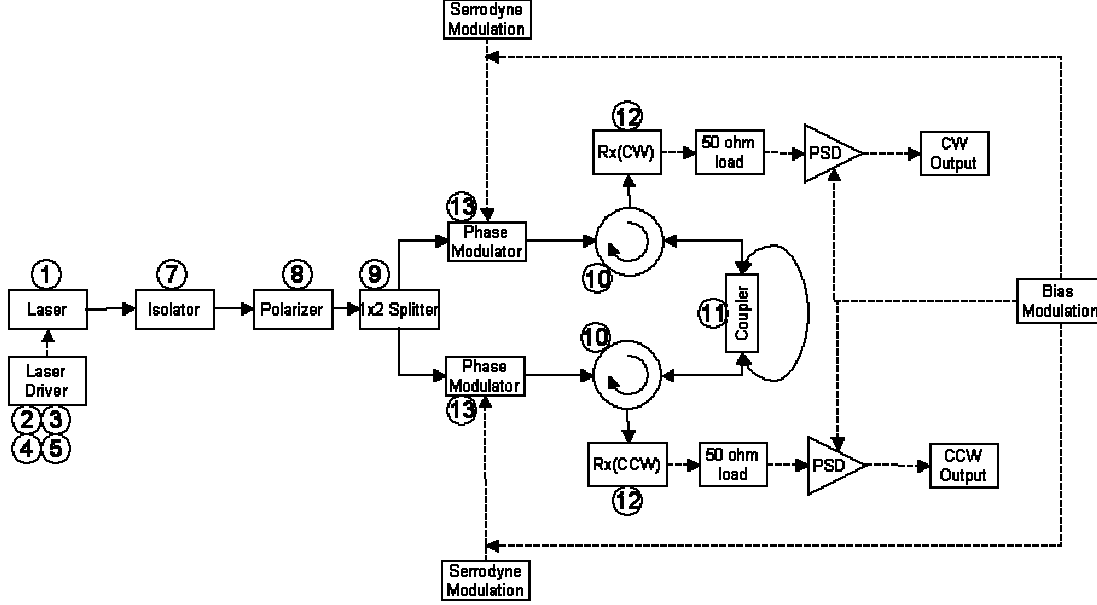 Serrodyne
Modulation
12
Rx(CW)
50 ohm
load
PSD
CW
Output
13
Phase
Modulator
10
1
Laser
7
Isolator
8
Polarizer
9
1x2 Splitter
11
Coupler
Bias
Modulation
Laser
Driver
2 3
4 5
10
Phase
Modulator
13
Rx(CCW)
12
50 ohm
load
PSD
CCW
Output
Serrodyne
Modulation